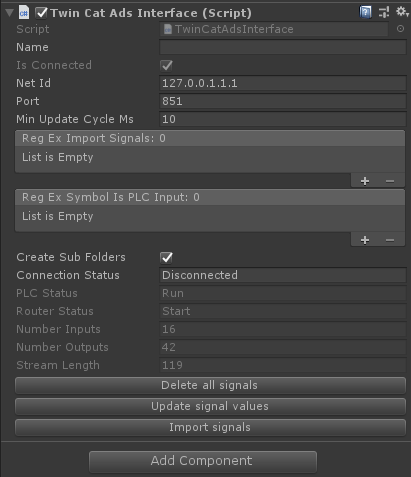 Twin Cat Ads Interface (Script)
Script TwinCatAdsInterface
Name
Is Connected
Net Id 127.0.0.1.1.1
Port 851
Min Update Cycle Ms 10
Reg Ex Import Signals: 0
List is Empty
+ −
Reg Ex Symbol Is PLC Input: 0
List is Empty
+ −
Create Sub Folders
Connection Status Disconnected
PLC Status Run
Router Status Start
Number Inputs 16
Number Outputs 42
Stream Length 119
Delete all signals
Update signal values
Import signals
Add Component